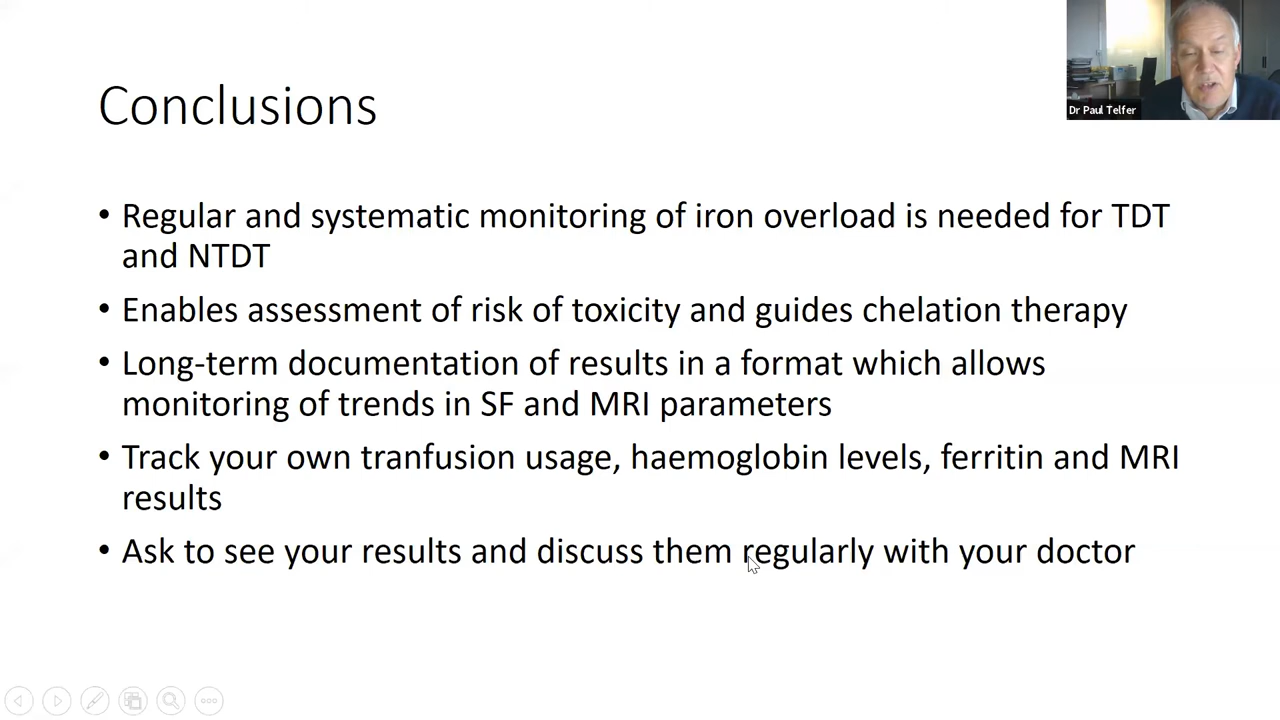 Dr Paul Telfer
Conclusions
• Regular and systematic monitoring of iron overload is needed for TDT
and NTDT
• Enables assessment of risk of toxicity and guides chelation therapy
• Long-term documentation of results in a format which allows
monitoring of trends in SF and MRI parameters
• Track your own tranfusion usage, haemoglobin levels, ferritin and MRI
results
• Ask to see your results and discuss them regularly with your doctor